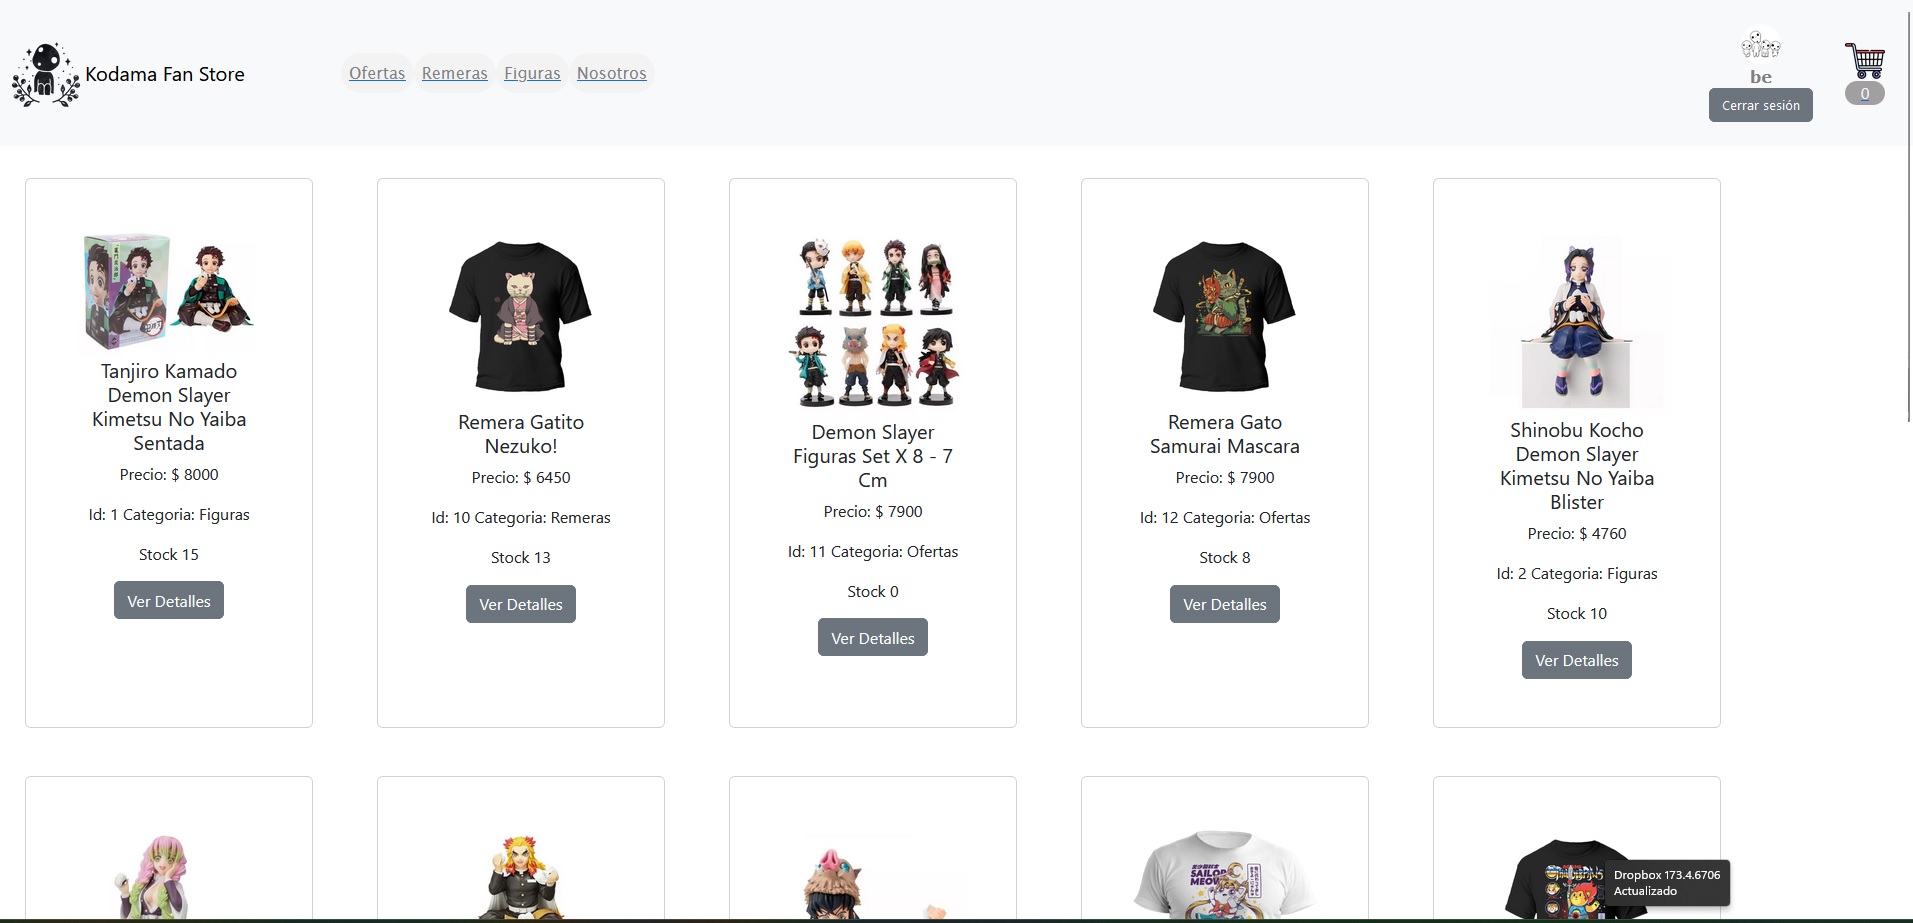 Kodama Fan Store
Ofertas
Remeras
Figuras
Nosotros
be
Cerrar sesión
0
Tanjiro Kamado
Demon Slayer
Kimetsu No Yaiba
Sentada
Precio: $ 8000
Id: 1 Categoria: Figuras
Stock 15
Ver Detalles
Remera Gatito
Nezuko!
Precio: $ 6450
Id: 10 Categoria: Remeras
Stock 13
Ver Detalles
Demon Slayer
Figuras Set X 8 - 7
Cm
Precio: $ 7900
Id: 11 Categoria: Ofertas
Stock 0
Ver Detalles
Remera Gato
Samurai Mascara
Precio: $ 7900
Id: 12 Categoria: Ofertas
Stock 8
Ver Detalles
Shinobu Kocho
Demon Slayer
Kimetsu No Yaiba
Blister
Precio: $ 4760
Id: 2 Categoria: Figuras
Stock 10
Ver Detalles
SAILOR
MEOW
Dropbox 173.4.6706
Actualizado